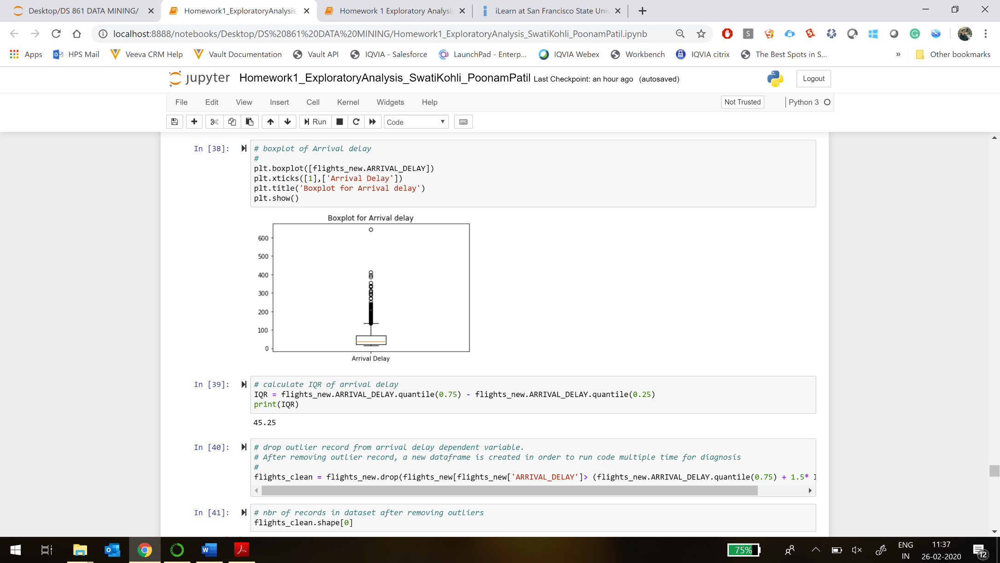 Desktop/DS 861 DATA MINING/
Homework1_ExploratoryAnalysis_
Homework 1 Exploratory Analysis
iLearn at San Francisco State Univ
localhost:8888/notebooks/Desktop/DS%20861%20DATA%20MINING/Homework1_ExploratoryAnalysis_SwatiKohli_PoonamPatil.ipynb
Apps HPS Mail Veeva CRM Help Vault Documentation Vault API IQVIA - Salesforce LaunchPad - Enterp... IQVIA Webex Workbench IQVIA citrix The Best Spots in S... » Other bookmarks
jupyter Homework1_ExploratoryAnalysis_SwatiKohli_PoonamPatil Last Checkpoint: an hour ago (autosaved) Logout
File Edit View Insert Cell Kernel Widgets Help Not Trusted Python 3
Run Code
In [38]: # boxplot of Arrival delay
#
plt.boxplot([flights_new.ARRIVAL_DELAY])
plt.xticks([1],['Arrival Delay'])
plt.title('Boxplot for Arrival delay')
plt.show()
Boxplot for Arrival delay
600
500
400
300
200
100
0
Arrival Delay
In [39]: # calculate IQR of arrival delay
IQR = flights_new.ARRIVAL_DELAY.quantile(0.75) - flights_new.ARRIVAL_DELAY.quantile(0.25)
print(IQR)
45.25
In [40]: # drop outlier record from arrival delay dependent variable.
# After removing outlier record, a new dataframe is created in order to run code multiple time for diagnosis
#
flights_clean = flights_new.drop(flights_new[flights_new['ARRIVAL_DELAY']> (flights_new.ARRIVAL_DELAY.quantile(0.75) + 1.5*
In [41]: # nbr of records in dataset after removing outliers
flights_clean.shape[0]
75%
ENG
IN
11:37
26-02-2020
12